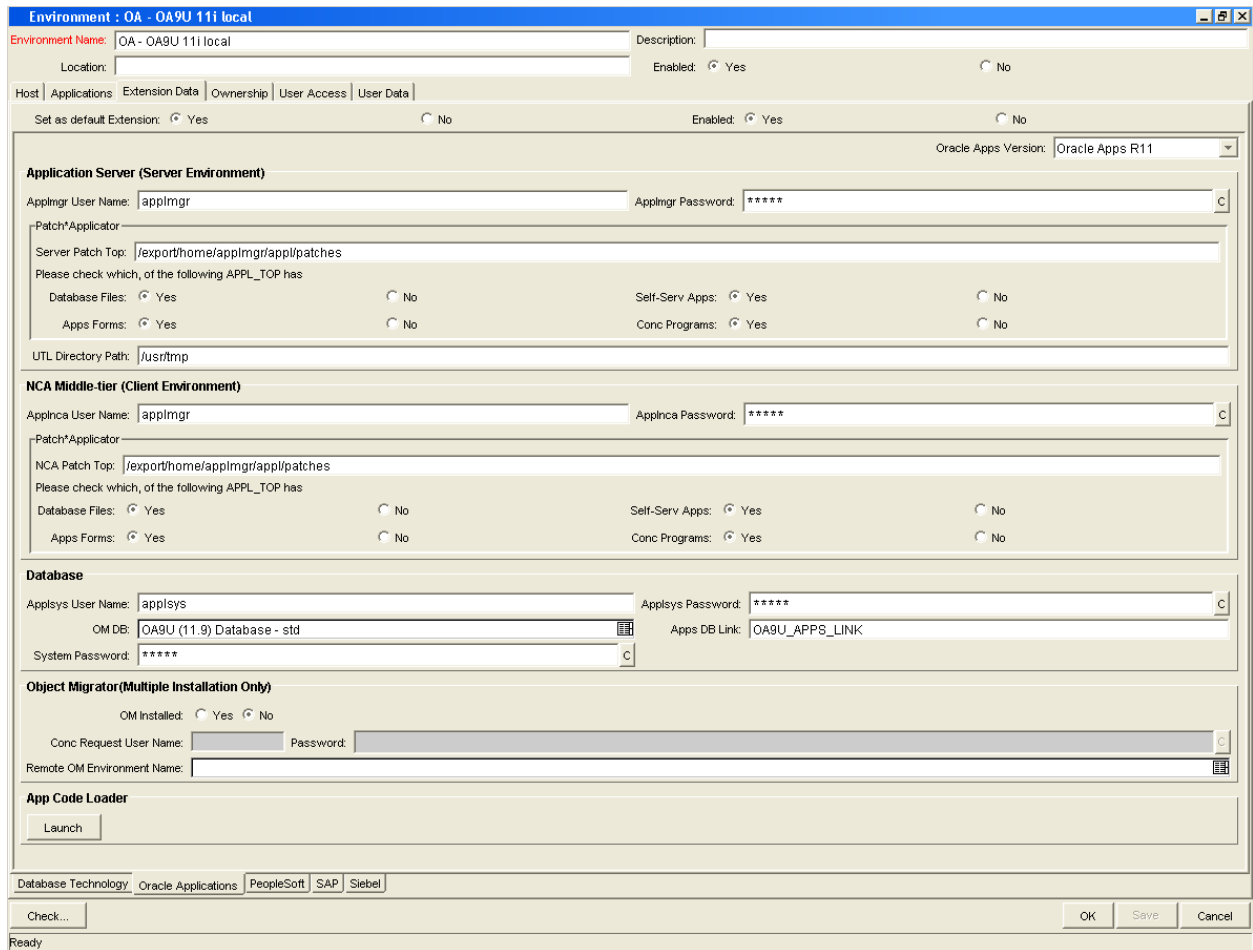 Environment : OA - OA9U 11i local
Environment Name: OA - OA9U 11i local Description:
Location: Enabled: Yes No
Host Applications Extension Data Ownership User Access User Data
Set as default Extension: Yes No Enabled: Yes No
Oracle Apps Version: Oracle Apps R11
Application Server (Server Environment)
Applmgr User Name: applmgr Applmgr Password: ***** C
Patch*Applicator
Server Patch Top: /export/home/applmgr/appl/patches
Please check which, of the following APPL_TOP has
Database Files: Yes No Self-Serv Apps: Yes No
Apps Forms: Yes No Conc Programs: Yes No
UTL Directory Path: /usr/tmp
NCA Middle-tier (Client Environment)
Applnca User Name: applmgr Applnca Password: ***** C
Patch*Applicator
NCA Patch Top: /export/home/applmgr/appl/patches
Please check which, of the following APPL_TOP has
Database Files: Yes No Self-Serv Apps: Yes No
Apps Forms: Yes No Conc Programs: Yes No
Database
Applsys User Name: applsys Applsys Password: ***** C
OM DB: OA9U (11.9) Database - std Apps DB Link: OA9U_APPS_LINK
System Password: ***** C
Object Migrator(Multiple Installation Only)
OM Installed: Yes No
Conc Request User Name: Password: C
Remote OM Environment Name:
App Code Loader
Launch
Database Technology Oracle Applications PeopleSoft SAP Siebel
Check... OK Save Cancel
Ready